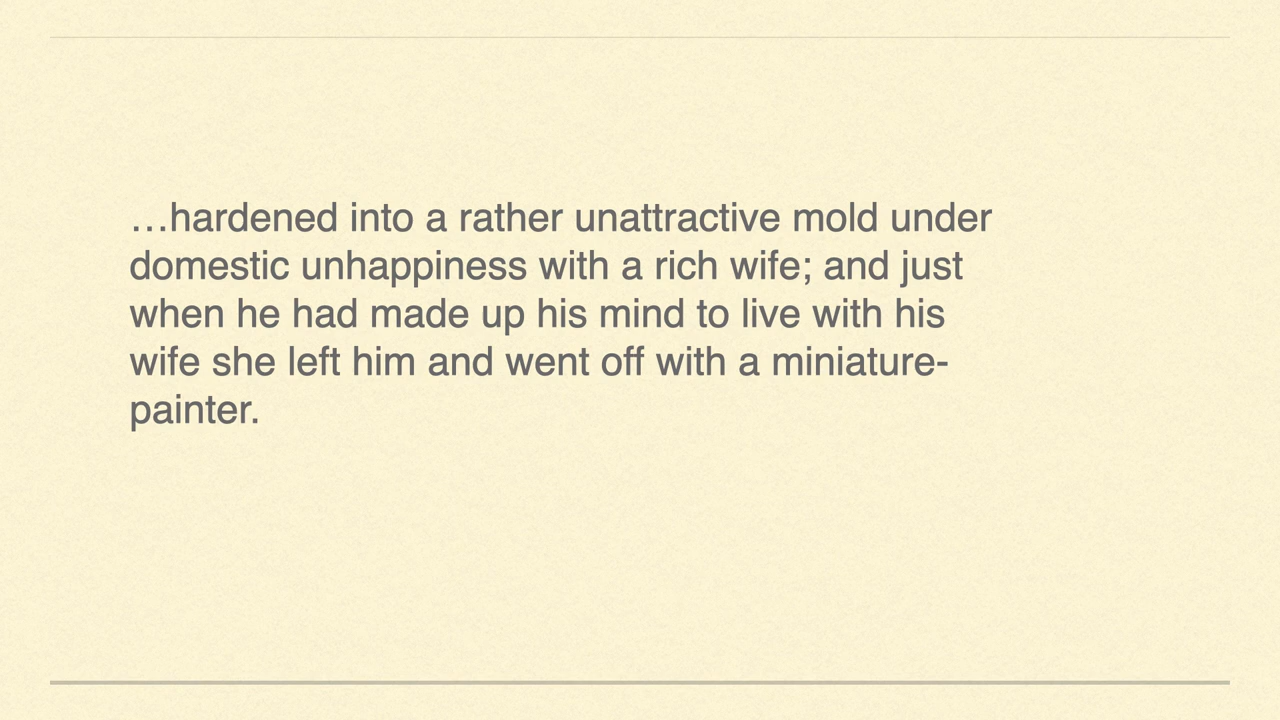 …hardened into a rather unattractive mold under
domestic unhappiness with a rich wife; and just
when he had made up his mind to live with his
wife she left him and went off with a miniature-
painter.